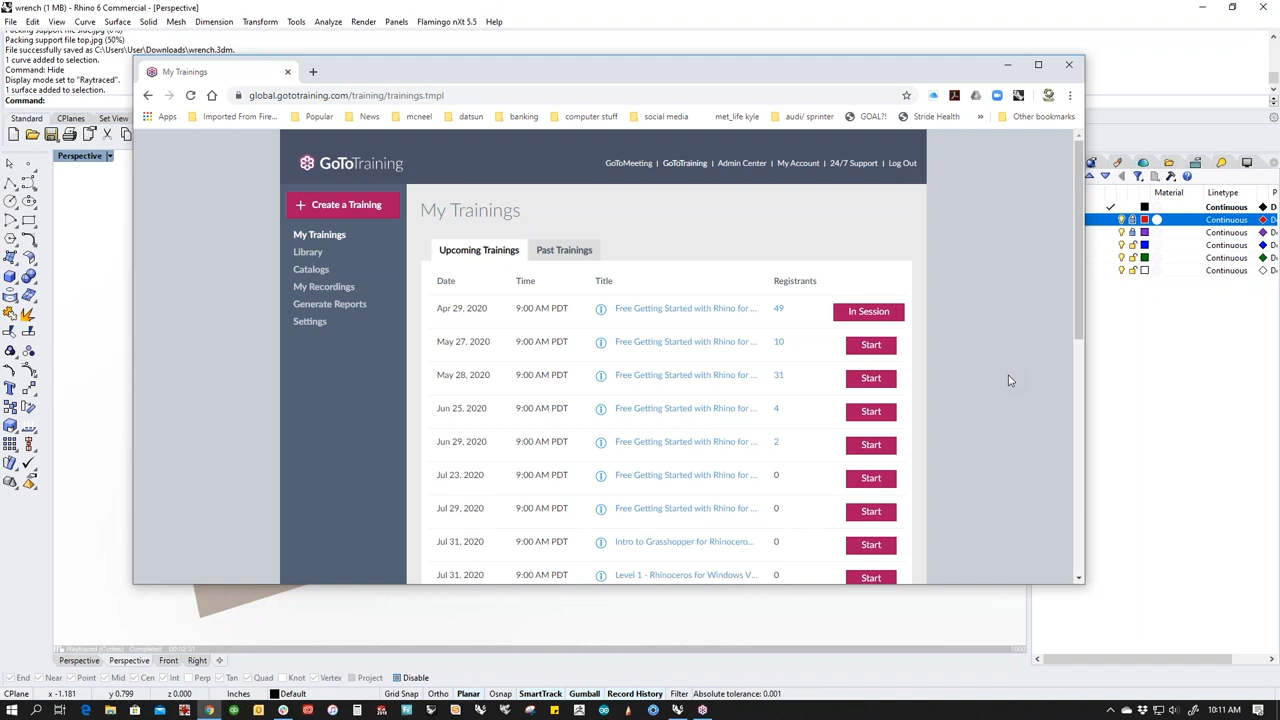 wrench (1 MB) - Rhino 6 Commercial - [Perspective]
File Edit View Curve Surface Solid Mesh Dimension Transform Tools Analyze Render Panels Flamingo nXt 5.5 Help
Packing support file top.jpg (50%)
File successfully saved as C:\Users\User\Downloads\wrench.3dm.
1 curve added to selection.
Command: Hide
Display mode set to "Raytraced".
1 surface added to selection.
Command:
Standard CPlanes Set View
Perspective
My Trainings
global.gototraining.com/training/trainings.tmpl
Apps Imported From Fire... Popular News mcneel datsun banking computer stuff social media met_life kyle audi/ sprinter GOAL?! Stride Health » Other bookmarks
GoToTraining
GoToMeeting | GoToTraining | Admin Center | My Account | 24/7 Support | Log Out
+ Create a Training
My Trainings
Library
Catalogs
My Recordings
Generate Reports
Settings
My Trainings
Upcoming Trainings Past Trainings
Date Time Title Registrants
Apr 29, 2020 9:00 AM PDT Free Getting Started with Rhino for ... 49 In Session
May 27, 2020 9:00 AM PDT Free Getting Started with Rhino for ... 10 Start
May 28, 2020 9:00 AM PDT Free Getting Started with Rhino for ... 31 Start
Jun 25, 2020 9:00 AM PDT Free Getting Started with Rhino for ... 4 Start
Jun 29, 2020 9:00 AM PDT Free Getting Started with Rhino for ... 2 Start
Jul 23, 2020 9:00 AM PDT Free Getting Started with Rhino for ... 0 Start
Jul 29, 2020 9:00 AM PDT Free Getting Started with Rhino for ... 0 Start
Jul 31, 2020 9:00 AM PDT Intro to Grasshopper for Rhinocero... 0 Start
Jul 31, 2020 9:00 AM PDT Level 1 - Rhinoceros for Windows V... 0 Start
Material Linetype P
Continuous D
Continuous D
Continuous D
Continuous D
Continuous D
Continuous D
Raytraced (Cycles) Completed 00:02:31 1000
Perspective Perspective Front Right
End Near Point Mid Cen Int Perp Tan Quad Knot Vertex Project Disable
CPlane x -1.181 y 0.799 z 0.000 Inches Default Grid Snap Ortho Planar Osnap SmartTrack Gumball Record History Filter Absolute tolerance: 0.001
10:11 AM